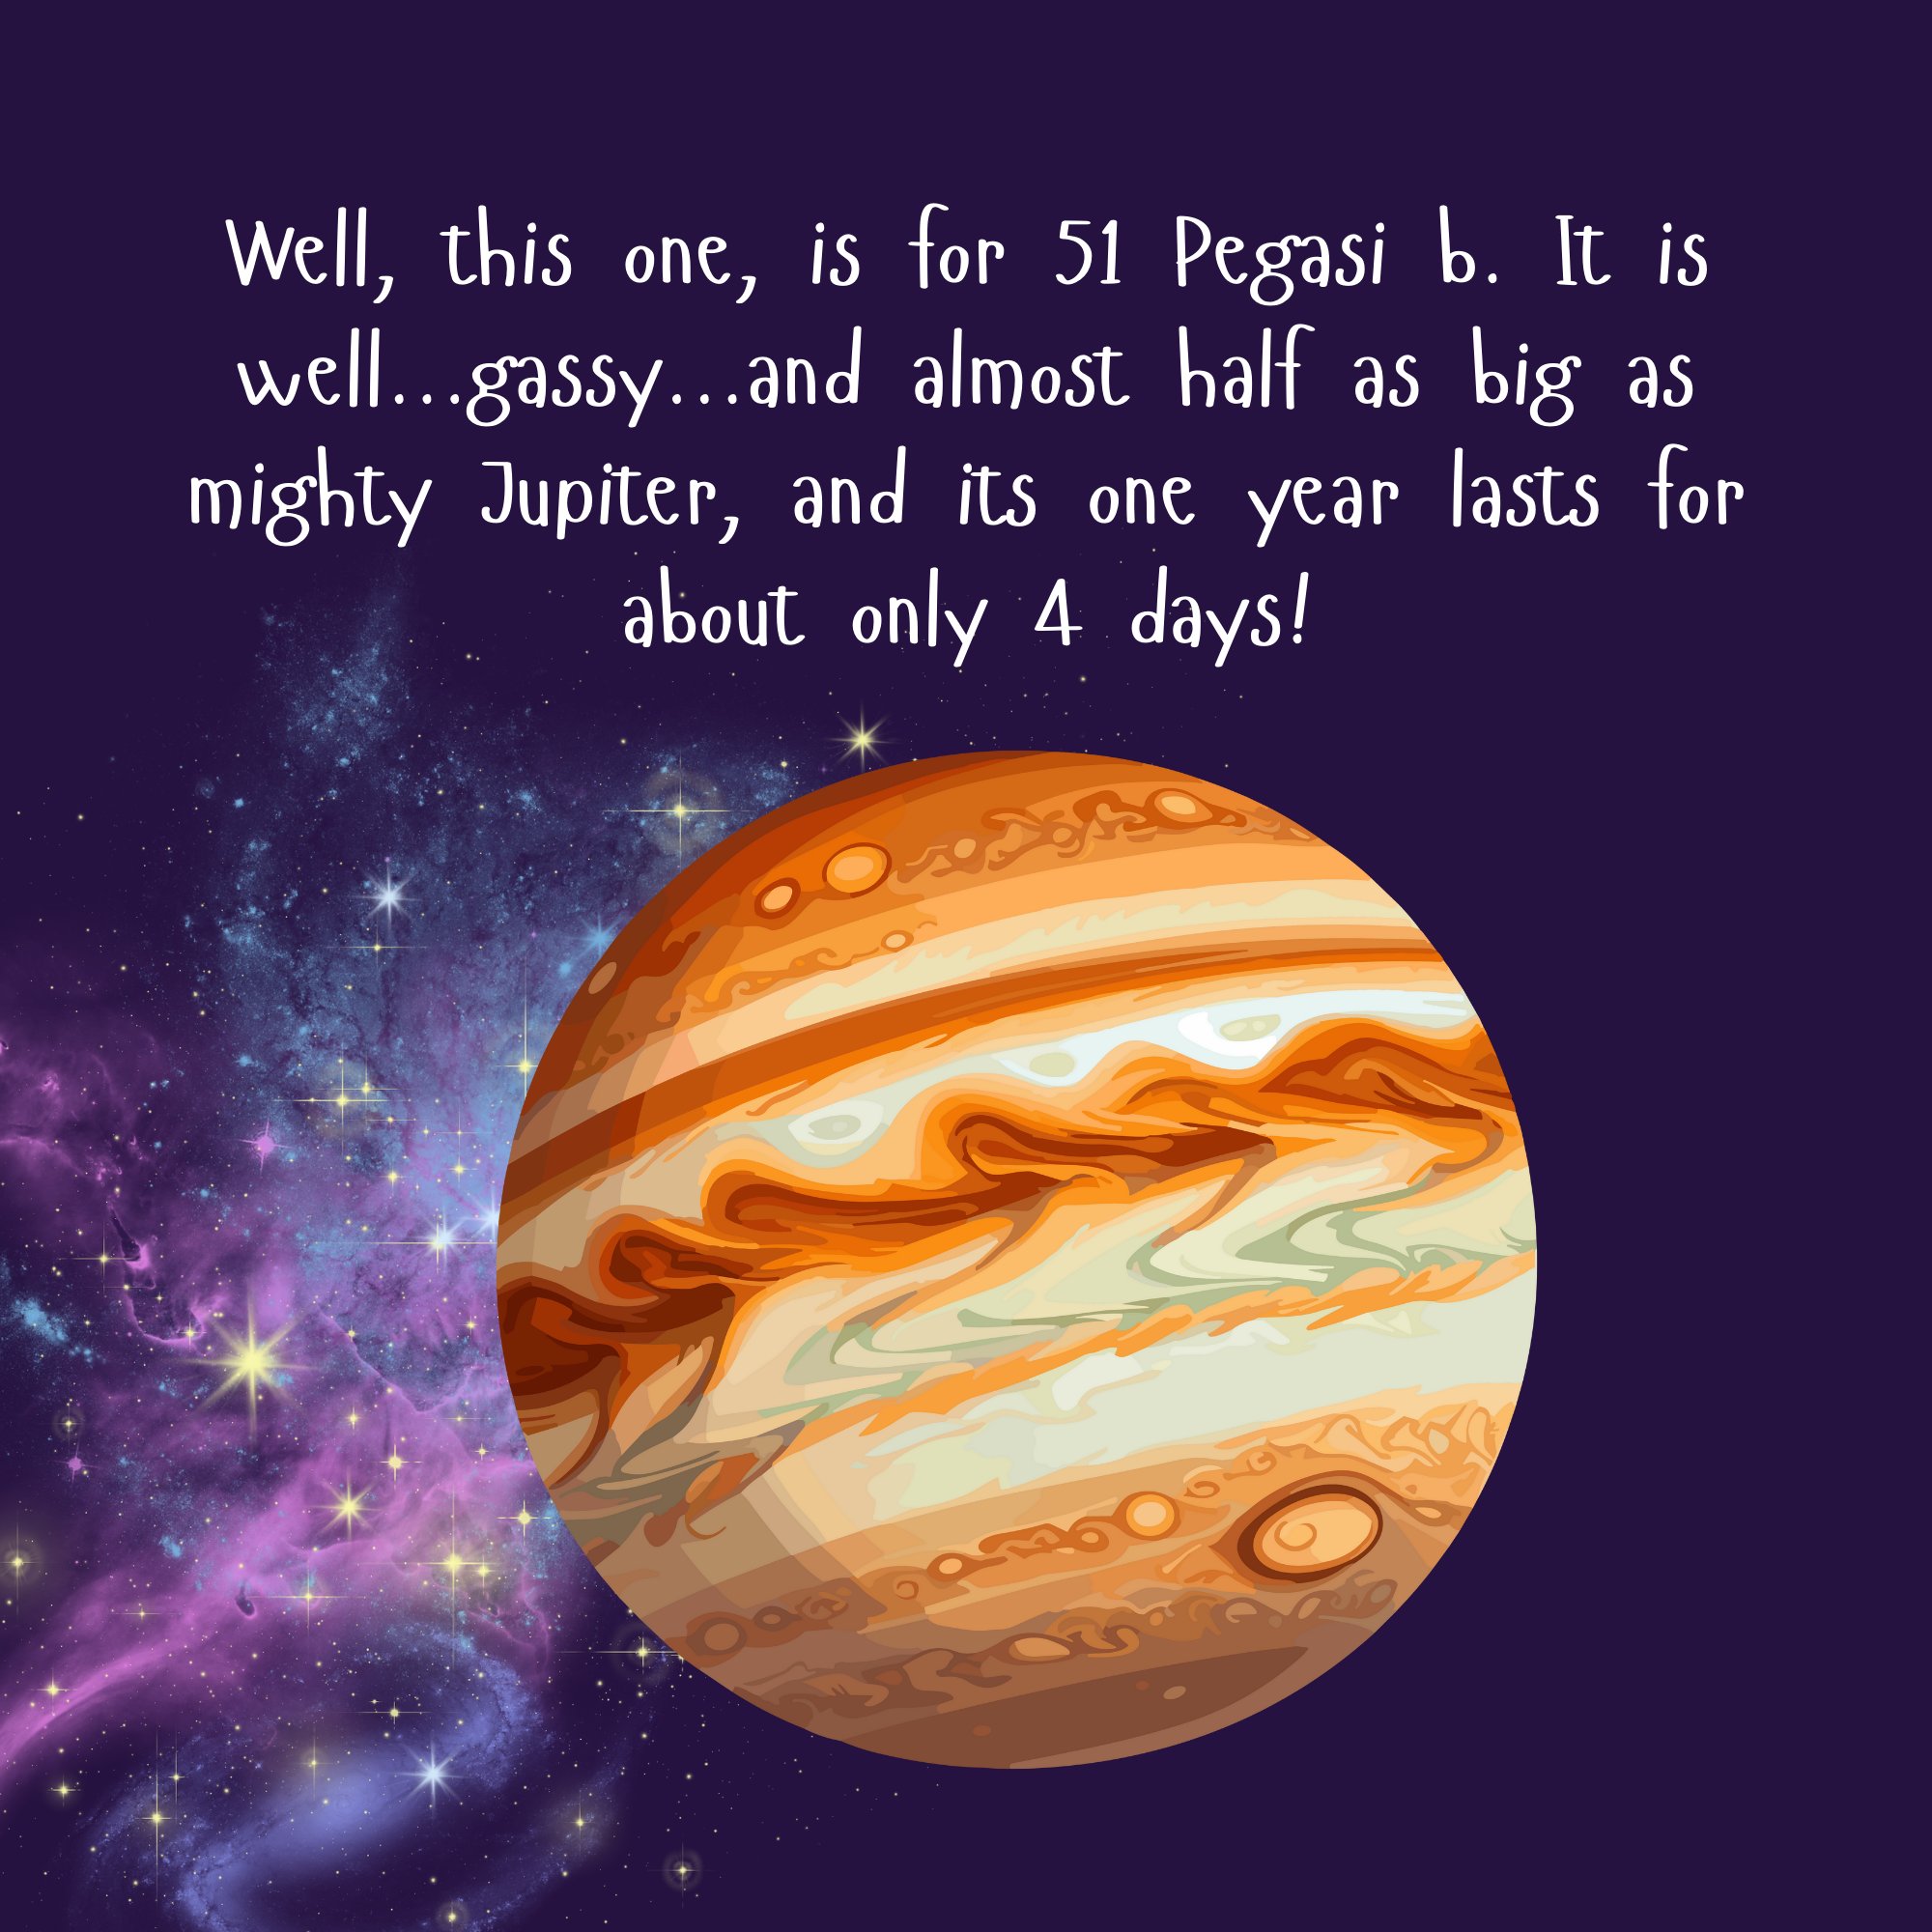 Well, this one, is for 51 Pegasi b. It is
well...gassy...and almost half as big as
mighty Jupiter, and its one year lasts for
about only 4 days!